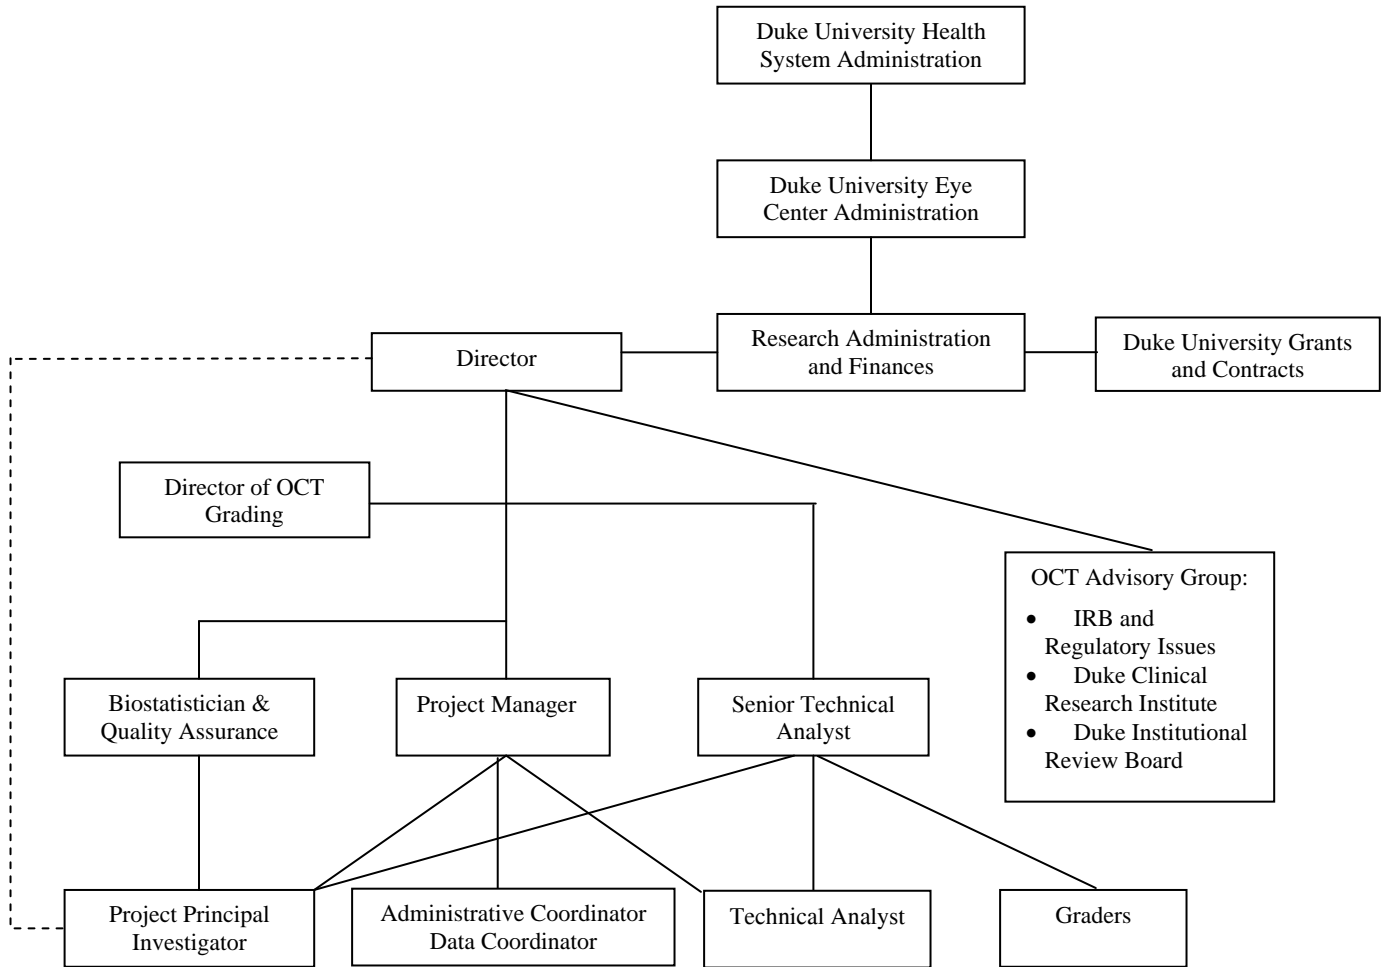 Duke University Health
System Administration
Duke University Eye
Center Administration
Director
Research Administration
and Finances
Duke University Grants
and Contracts
Director of OCT
Grading
OCT Advisory Group:
• IRB and
Regulatory Issues
• Duke Clinical
Research Institute
• Duke Institutional
Review Board
Biostatistician &
Quality Assurance
Project Manager
Senior Technical
Analyst
Project Principal
Investigator
Administrative Coordinator
Data Coordinator
Technical Analyst
Graders